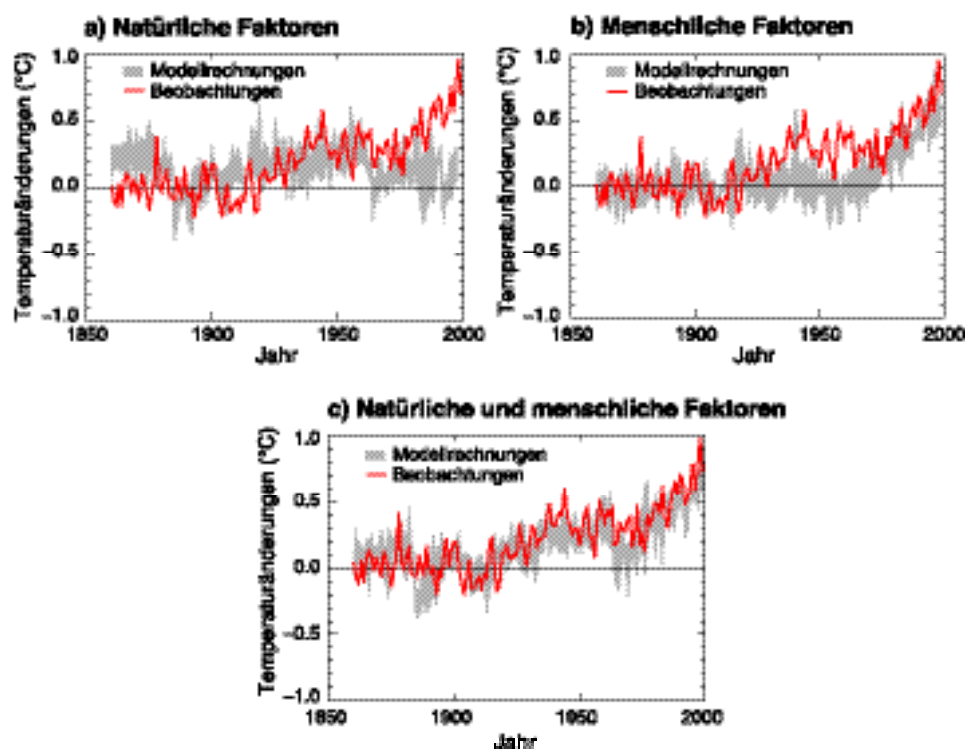 a) Natürliche Faktoren
Temperaturänderungen (°C)
1.0
0.5
0.0
−0.5
−1.0
Modellrechnungen
Beobachtungen
1850 1900 1950 2000
Jahr
b) Menschliche Faktoren
Temperaturänderungen (°C)
1.0
0.5
0.0
−0.5
−1.0
Modellrechnungen
Beobachtungen
1850 1900 1950 2000
Jahr
c) Natürliche und menschliche Faktoren
Temperaturänderungen (°C)
1.0
0.5
0.0
−0.5
−1.0
Modellrechnungen
Beobachtungen
1850 1900 1950 2000
Jahr